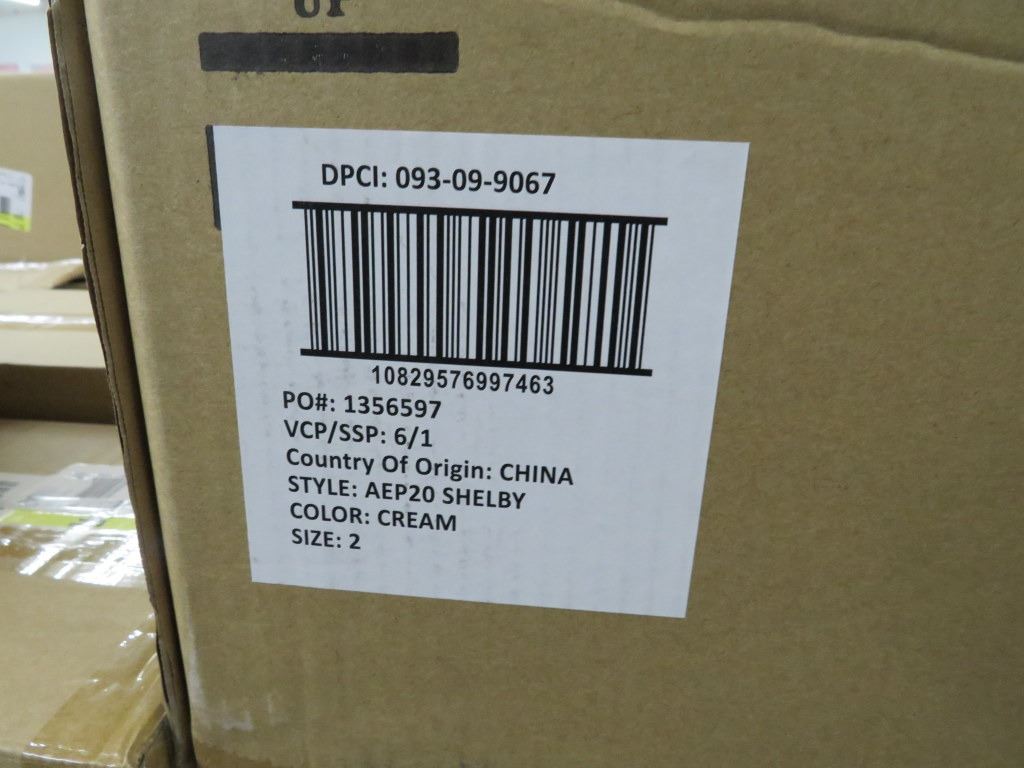 UP
DPCI: 093-09-9067
10829576997463
PO#: 1356597
VCP/SSP: 6/1
Country Of Origin: CHINA
STYLE: AEP20 SHELBY
COLOR: CREAM
SIZE: 2